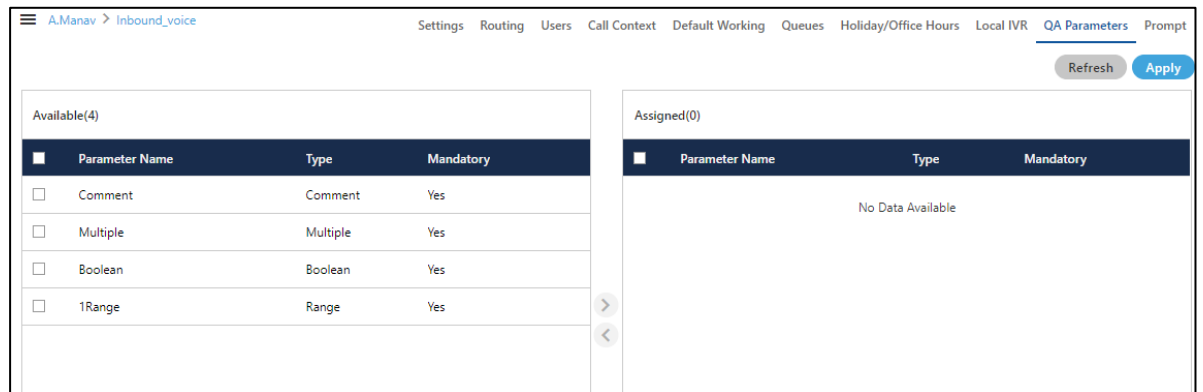 A.Manav > Inbound_voice
Settings Routing Users Call Context Default Working Queues Holiday/Office Hours Local IVR QA Parameters Prompt
Refresh Apply
Available(4)
Parameter Name Type Mandatory
Comment Comment Yes
Multiple Multiple Yes
Boolean Boolean Yes
1Range Range Yes
Assigned(0)
Parameter Name Type Mandatory
No Data Available